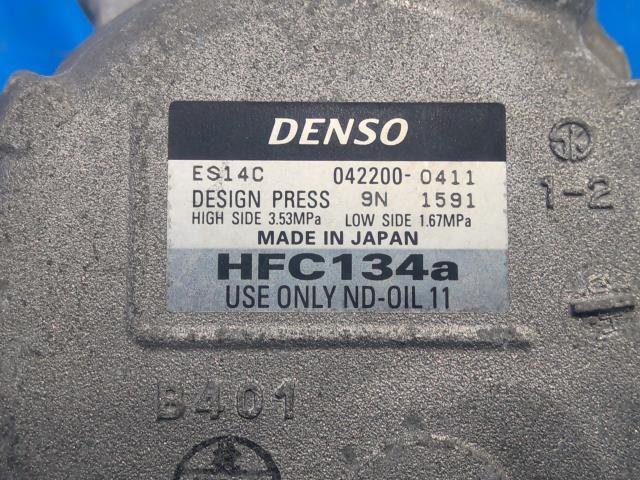 DENSO
ES14C 042200-0411
DESIGN PRESS 9N 1591
HIGH SIDE 3.53MPa LOW SIDE 1.67MPa
MADE IN JAPAN
HFC134a
USE ONLY ND-OIL 11
1-2
B401